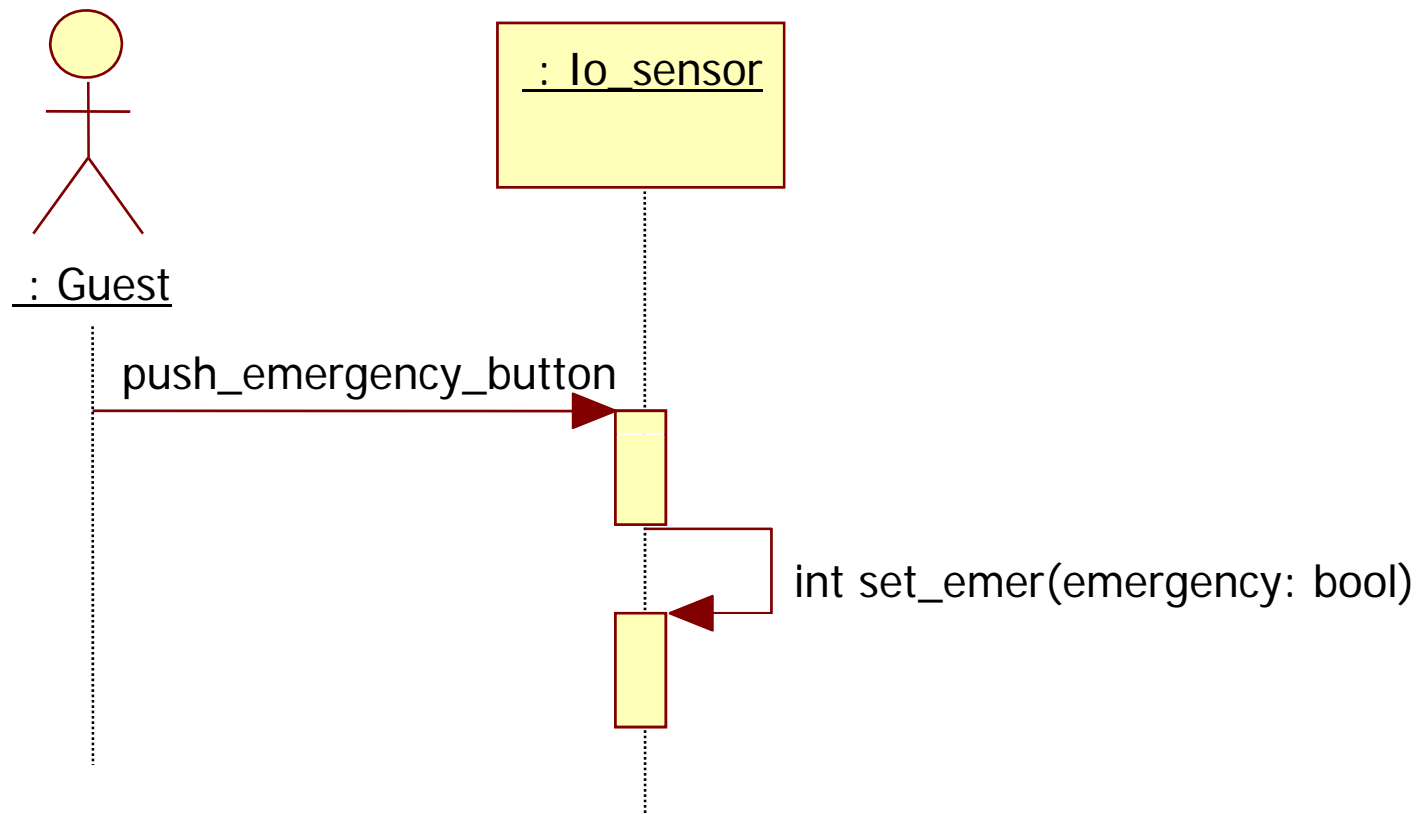 : Io_sensor
: Guest
push_emergency_button
int set_emer(emergency: bool)